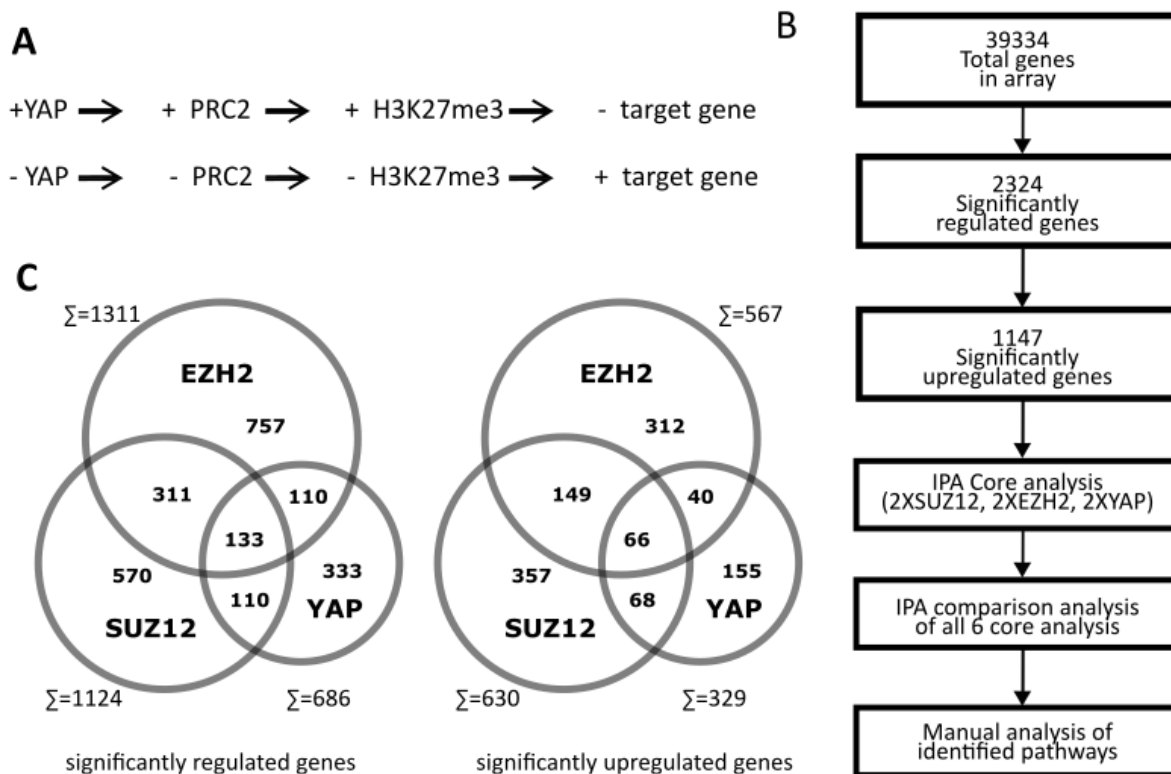 A
+YAP → + PRC2 → + H3K27me3 → - target gene
- YAP → - PRC2 → - H3K27me3 → + target gene
B
39334
Total genes
in array
2324
Significantly
regulated genes
1147
Significantly
upregulated genes
IPA Core analysis
(2XSUZ12, 2XEZH2, 2XYAP)
IPA comparison analysis
of all 6 core analysis
Manual analysis of
identified pathways
C
∑=1311
EZH2
757
311
110
133
570
333
110
YAP
SUZ12
∑=1124
∑=686
significantly regulated genes
∑=567
EZH2
312
149
40
66
357
155
68
YAP
SUZ12
∑=630
∑=329
significantly upregulated genes